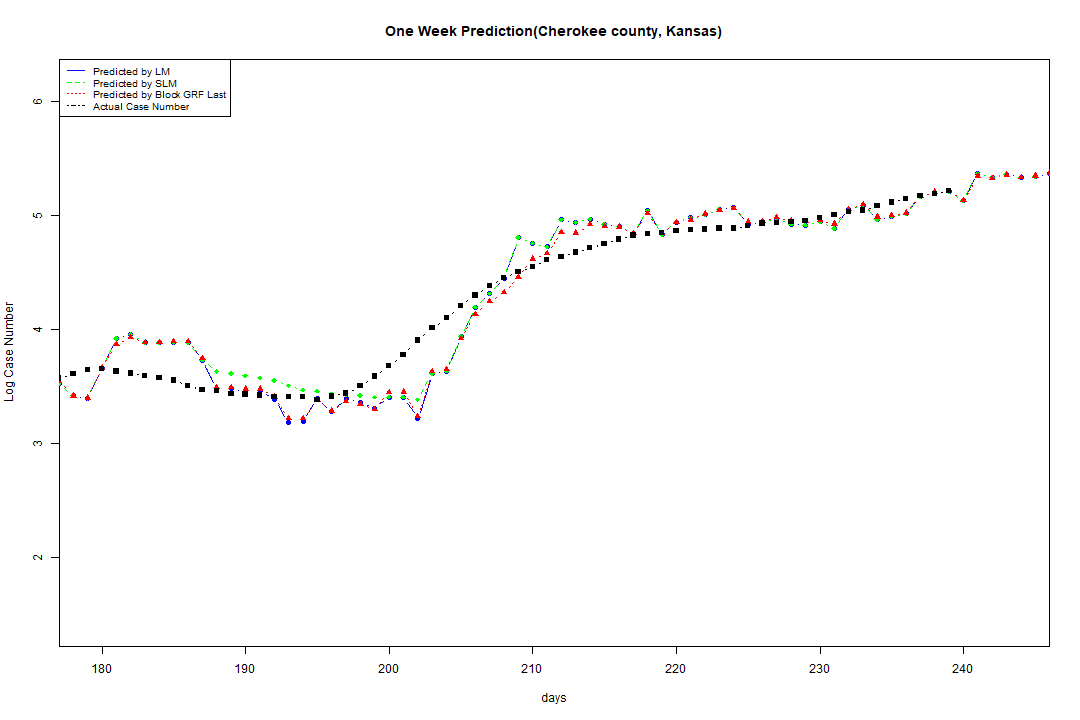 One Week Prediction(Cherokee county, Kansas)
Predicted by LM
Predicted by SLM
Predicted by Block GRF Last
Actual Case Number
6
5
4
3
2
Log Case Number
180 190 200 210 220 230 240
days